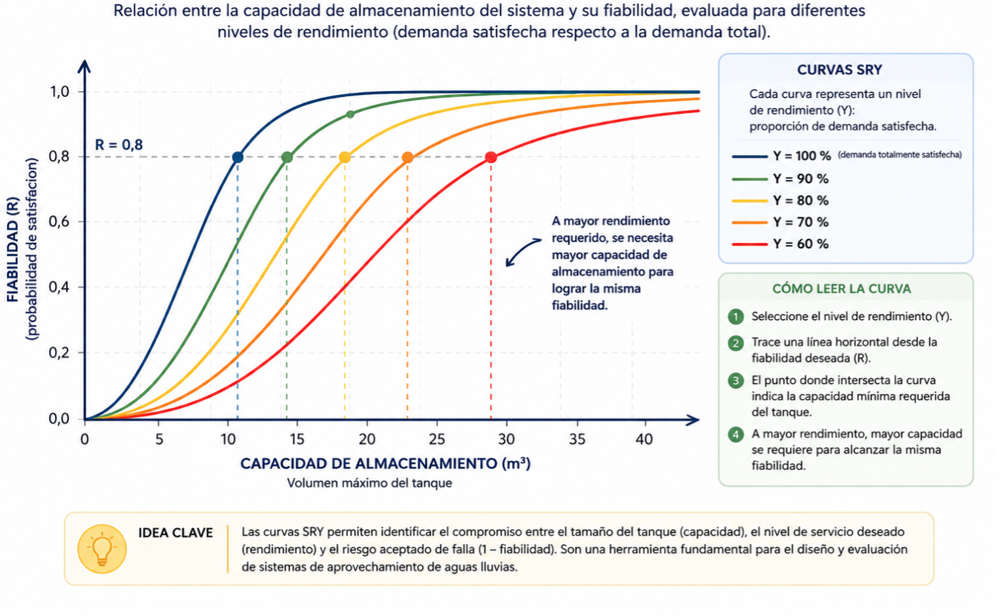 Relación entre la capacidad de almacenamiento del sistema y su fiabilidad, evaluada para diferentes
niveles de rendimiento (demanda satisfecha respecto a la demanda total).
FIABILIDAD (R)
(probabilidad de satisfacion)
1,0
0,8
0,6
0,4
0,2
0,0
R = 0,8
A mayor rendimiento
requerido, se necesita
mayor capacidad de
almacenamiento para
lograr la misma
fiabilidad.
0 5 10 15 20 25 30 35 40
CAPACIDAD DE ALMACENAMIENTO (m³)
Volumen máximo del tanque
CURVAS SRY
Cada curva representa un nivel
de rendimiento (Y):
proporción de demanda satisfecha.
Y = 100 % (demanda totalmente satisfecha)
Y = 90 %
Y = 80 %
Y = 70 %
Y = 60 %
CÓMO LEER LA CURVA
1 Seleccione el nivel de rendimiento (Y).
2 Trace una línea horizontal desde la
fiabilidad deseada (R).
3 El punto donde intersecta la curva
indica la capacidad mínima requerida
del tanque.
4 A mayor rendimiento, mayor capacidad
se requiere para alcanzar la misma
fiabilidad.
IDEA CLAVE
Las curvas SRY permiten identificar el compromiso entre el tamaño del tanque (capacidad), el nivel de servicio deseado
(rendimiento) y el riesgo aceptado de falla (1 – fiabilidad). Son una herramienta fundamental para el diseño y evaluación
de sistemas de aprovechamiento de aguas lluvias.